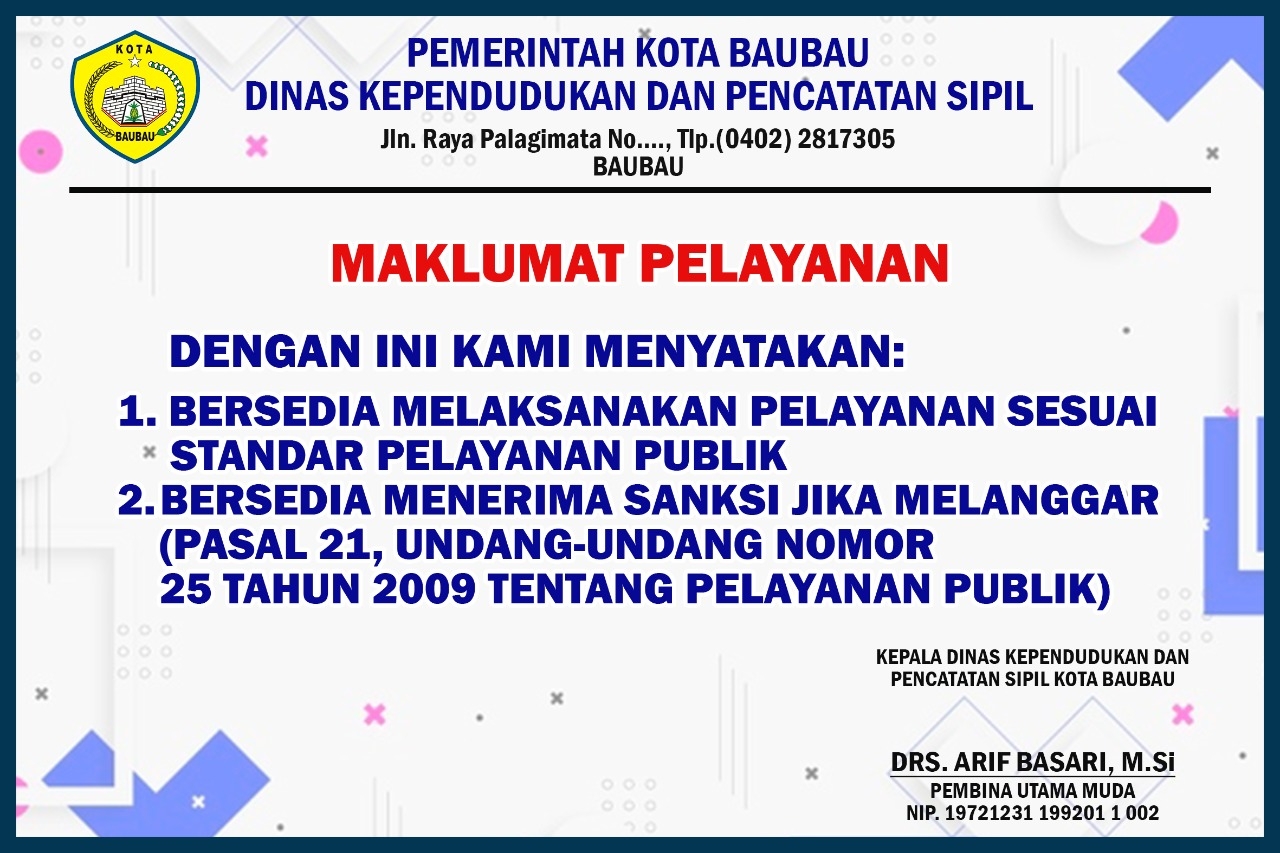 KOTA
BAUBAU
PEMERINTAH KOTA BAUBAU
DINAS KEPENDUDUKAN DAN PENCATATAN SIPIL
Jln. Raya Palagimata No...., Tlp.(0402) 2817305
BAUBAU
MAKLUMAT PELAYANAN
DENGAN INI KAMI MENYATAKAN:
1. BERSEDIA MELAKSANAKAN PELAYANAN SESUAI
STANDAR PELAYANAN PUBLIK
2. BERSEDIA MENERIMA SANKSI JIKA MELANGGAR
(PASAL 21, UNDANG-UNDANG NOMOR
25 TAHUN 2009 TENTANG PELAYANAN PUBLIK)
KEPALA DINAS KEPENDUDUKAN DAN
PENCATATAN SIPIL KOTA BAUBAU
DRS. ARIF BASARI, M.Si
PEMBINA UTAMA MUDA
NIP. 19721231 199201 1 002